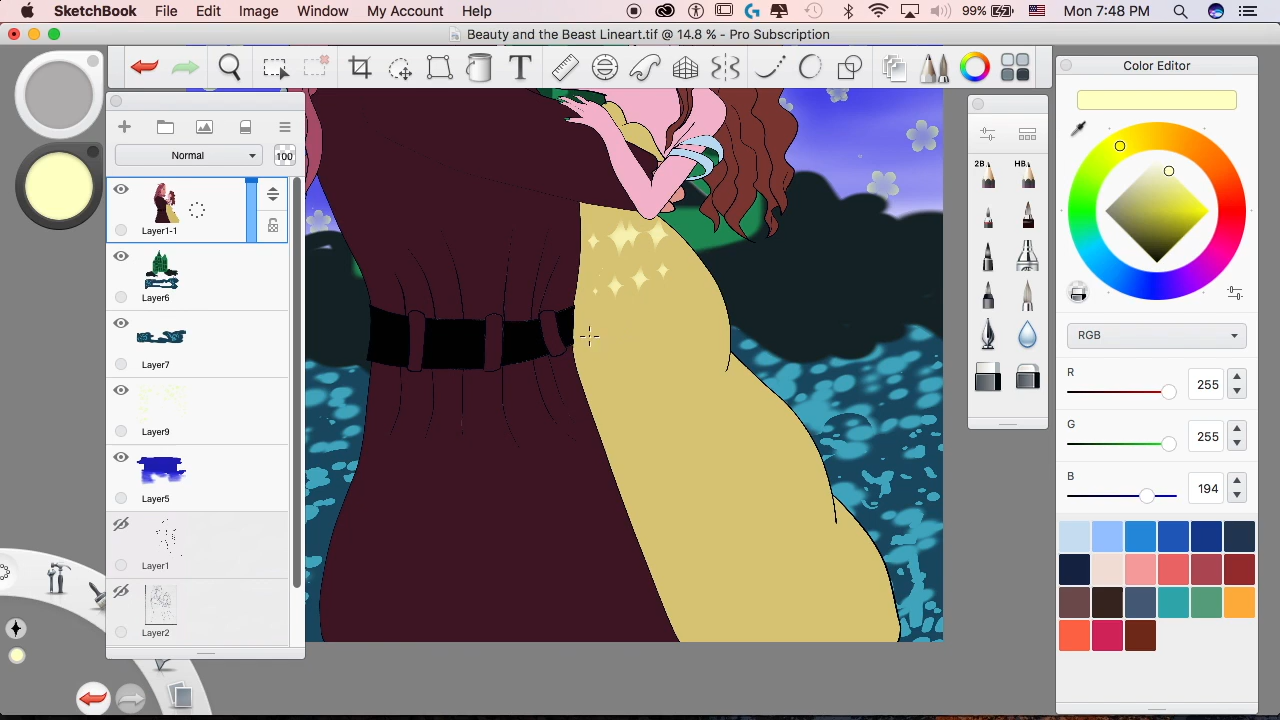 SketchBook File Edit Image Window My Account Help 99% Mon 7:48 PM
Beauty and the Beast Lineart.tif @ 14.8 % - Pro Subscription
T
Color Editor
Normal 100
2B HB
Layer1-1
Layer6
Layer7
Layer9
Layer5
Layer1
Layer2
RGB
R 255
G 255
B 194